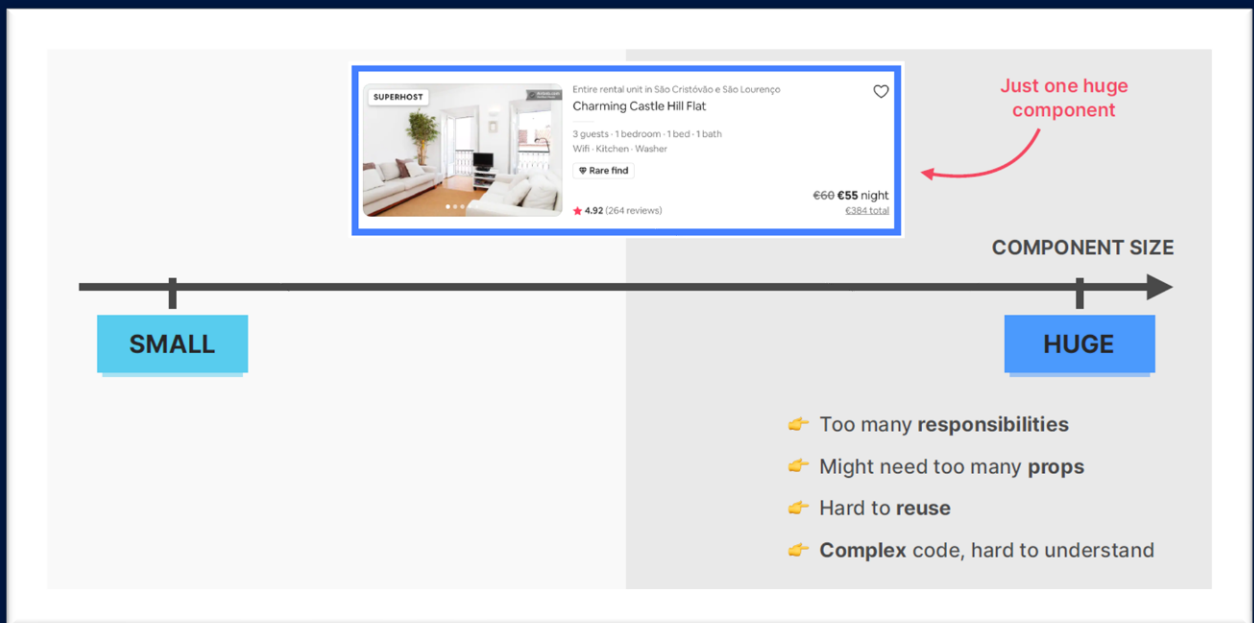 SUPERHOST
Entire rental unit in São Cristóvão e São Lourenço
Charming Castle Hill Flat
3 guests · 1 bedroom · 1 bed · 1 bath
Wifi · Kitchen · Washer
Rare find
€60 €55 night
4.92 (264 reviews)
€384 total
Just one huge
component
COMPONENT SIZE
SMALL
HUGE
Too many responsibilities
Might need too many props
Hard to reuse
Complex code, hard to understand